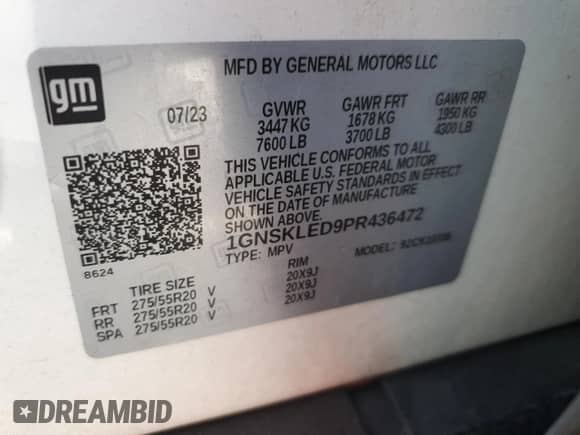 gm
MFD BY GENERAL MOTORS LLC
07/23 GVWR GAWR FRT GAWR RR
3447 KG 1678 KG 1950 KG
7600 LB 3700 LB 4300 LB
THIS VEHICLE CONFORMS TO ALL
APPLICABLE U.S. FEDERAL MOTOR
VEHICLE SAFETY STANDARDS IN EFFECT
ON THE DATE OF MANUFACTURE
SHOWN ABOVE.
1GNSKLED9PR436472
TYPE: MPV MODEL:
8624
TIRE SIZE RIM
FRT 275/55R20 V 20X9J
RR 275/55R20 V 20X9J
SPA 275/55R20 V 20X9J
DREAMBID